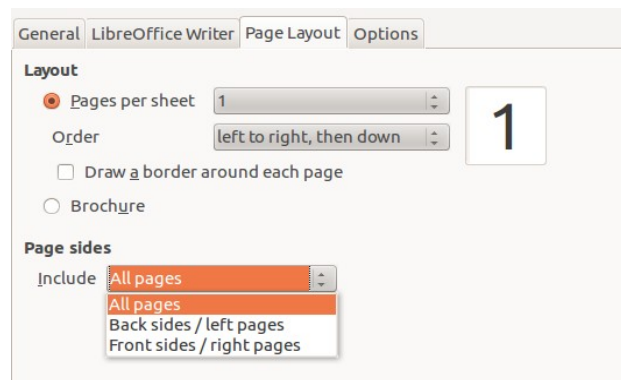 General LibreOffice Writer Page Layout Options
Layout
Pages per sheet 1
1
Order left to right, then down
Draw a border around each page
Brochure
Page sides
Include All pages
All pages
Back sides / left pages
Front sides / right pages